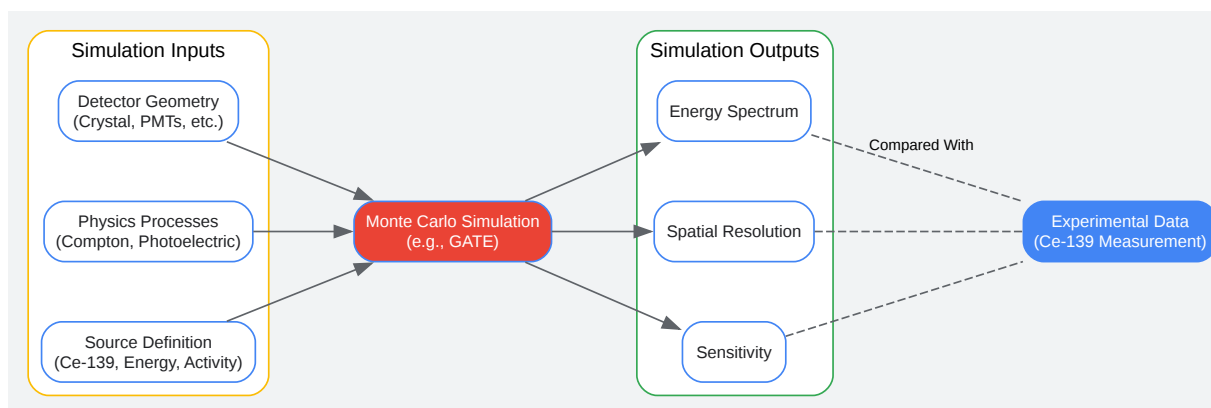 Simulation Inputs
Detector Geometry
(Crystal, PMTs, etc.)
Physics Processes
(Compton, Photoelectric)
Source Definition
(Ce-139, Energy, Activity)
Monte Carlo Simulation
(e.g., GATE)
Simulation Outputs
Energy Spectrum
Spatial Resolution
Sensitivity
Compared With
Experimental Data
(Ce-139 Measurement)